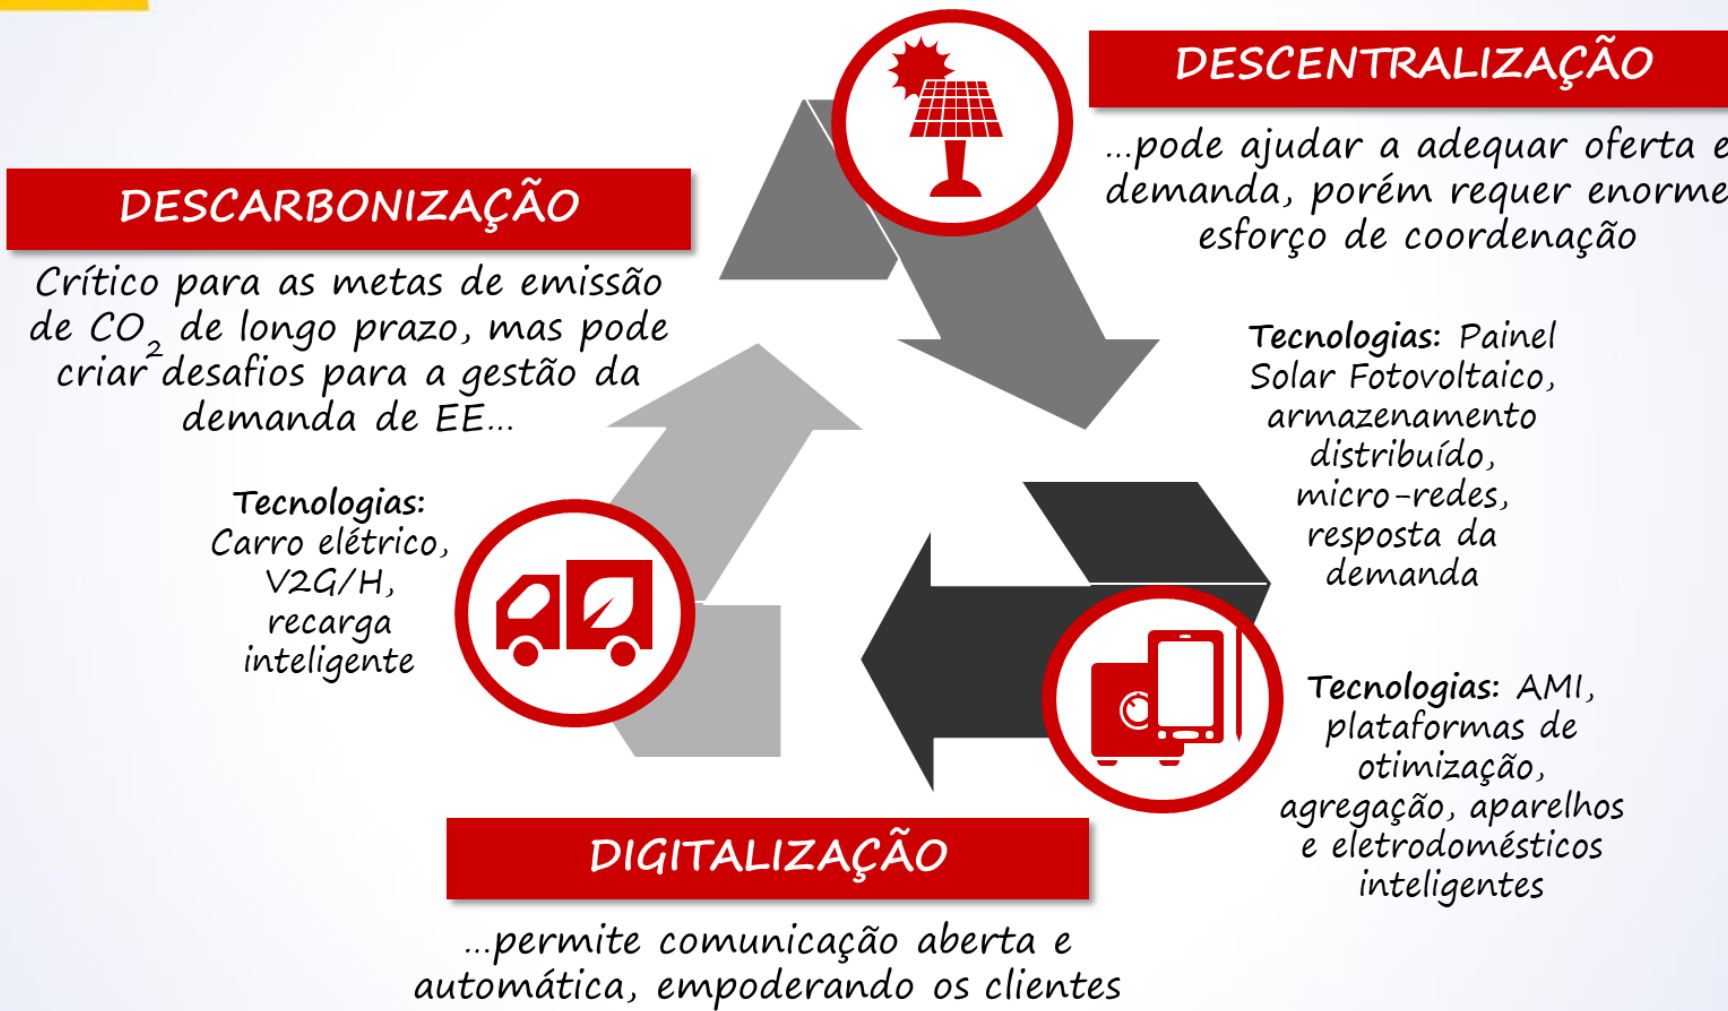 DESCARBONIZAÇÃO
Crítico para as metas de emissão
de CO₂ de longo prazo, mas pode
criar desafios para a gestão da
demanda de EE...
Tecnologias:
Carro elétrico,
V2G/H,
recarga
inteligente
DESCENTRALIZAÇÃO
...pode ajudar a adequar oferta e
demanda, porém requer enorme
esforço de coordenação
Tecnologias: Painel
Solar Fotovoltaico,
armazenamento
distribuído,
micro-redes,
resposta da
demanda
Tecnologias: AMI,
plataformas de
otimização,
agregação, aparelhos
e eletrodomésticos
inteligentes
DIGITALIZAÇÃO
...permite comunicação aberta e
automática, empoderando os clientes